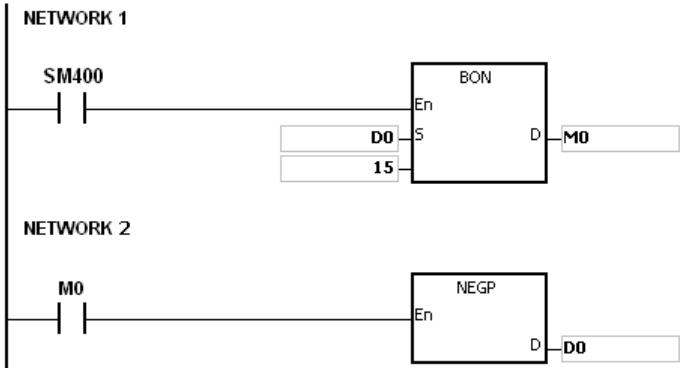 NETWORK 1
SM400
BON
En
D0 S D M0
15
NETWORK 2
M0
NEGP
En
D D0